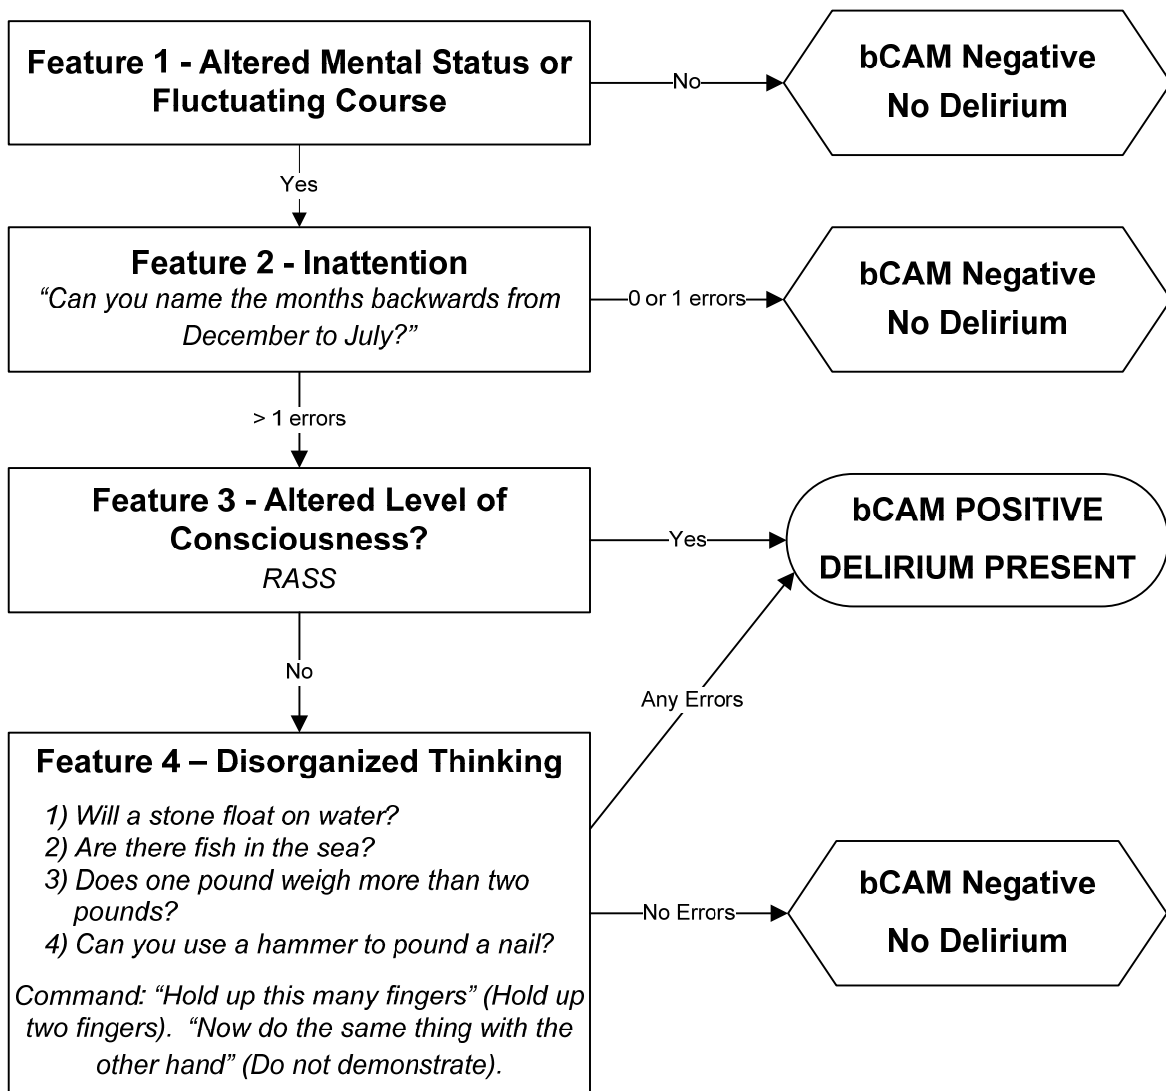 Feature 1 - Altered Mental Status or
Fluctuating Course
No
bCAM Negative
No Delirium
Yes
Feature 2 - Inattention
“Can you name the months backwards from
December to July?”
0 or 1 errors
bCAM Negative
No Delirium
> 1 errors
Feature 3 - Altered Level of
Consciousness?
RASS
Yes
bCAM POSITIVE
DELIRIUM PRESENT
No
Any Errors
Feature 4 – Disorganized Thinking
1) Will a stone float on water?
2) Are there fish in the sea?
3) Does one pound weigh more than two
pounds?
4) Can you use a hammer to pound a nail?
Command: “Hold up this many fingers” (Hold up
two fingers). “Now do the same thing with the
other hand” (Do not demonstrate).
No Errors
bCAM Negative
No Delirium